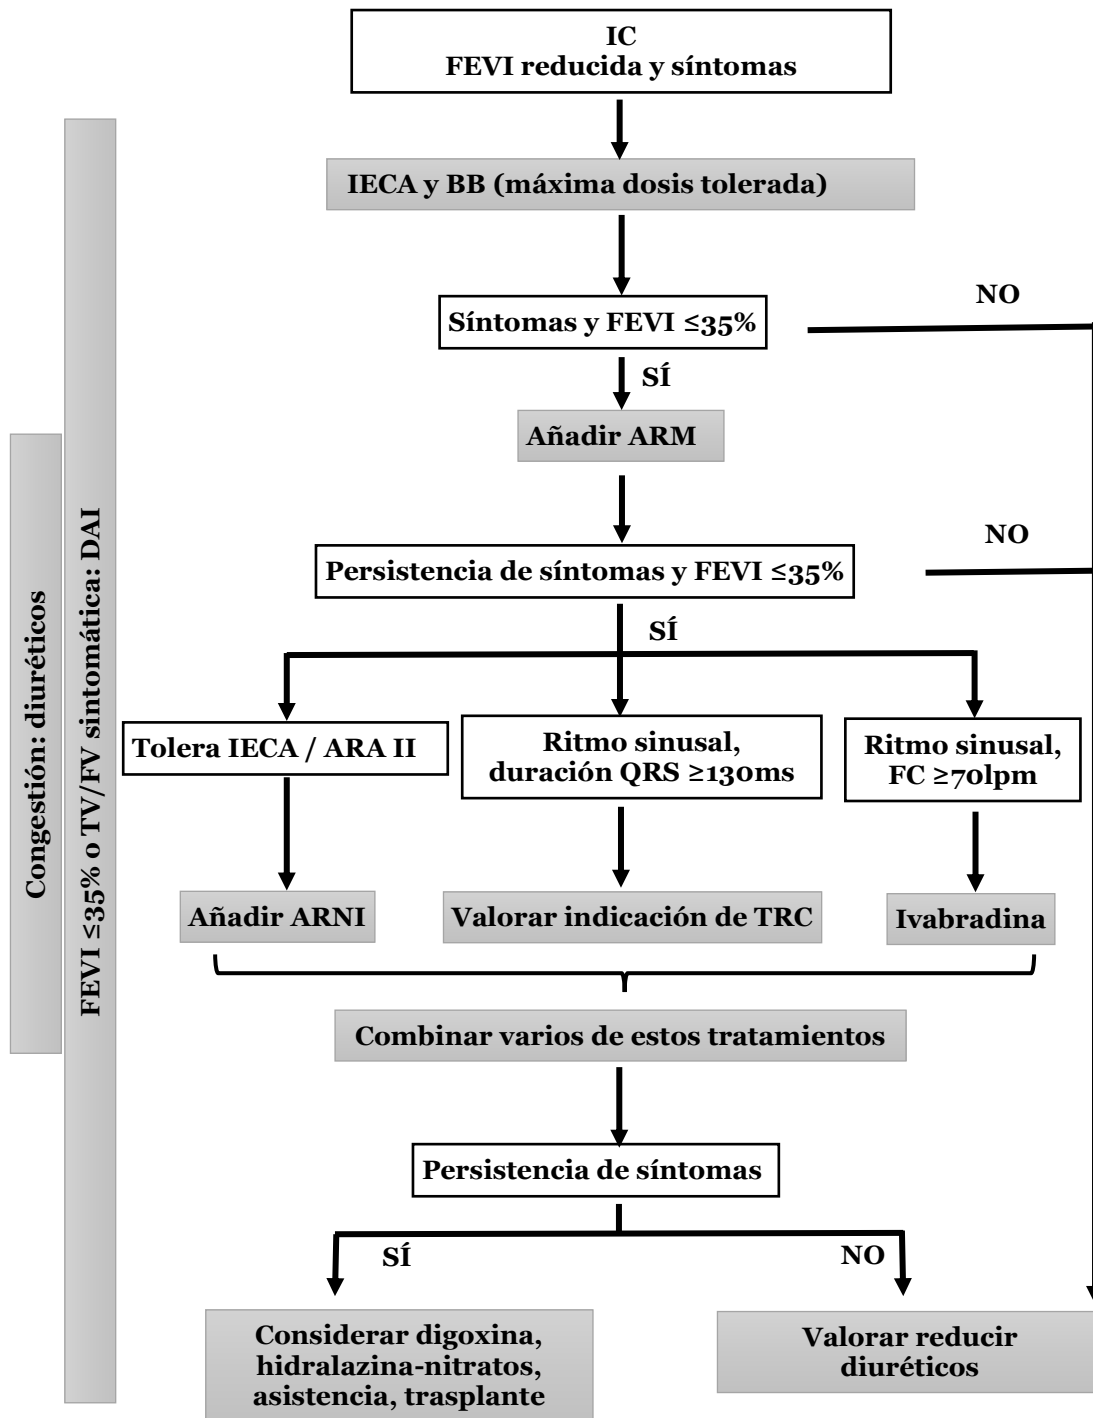 IC
FEVI reducida y síntomas
IECA y BB (máxima dosis tolerada)
Síntomas y FEVI ≤35%
NO
SÍ
Añadir ARM
Persistencia de síntomas y FEVI ≤35%
NO
SÍ
Tolera IECA / ARA II
Ritmo sinusal,
duración QRS ≥130ms
Ritmo sinusal,
FC ≥70lpm
Añadir ARNI
Valorar indicación de TRC
Ivabradina
Combinar varios de estos tratamientos
Persistencia de síntomas
SÍ
NO
Considerar digoxina,
hidralazina-nitratos,
asistencia, trasplante
Valorar reducir
diuréticos
Congestión: diuréticos
FEVI ≤35% o TV/FV sintomática: DAI